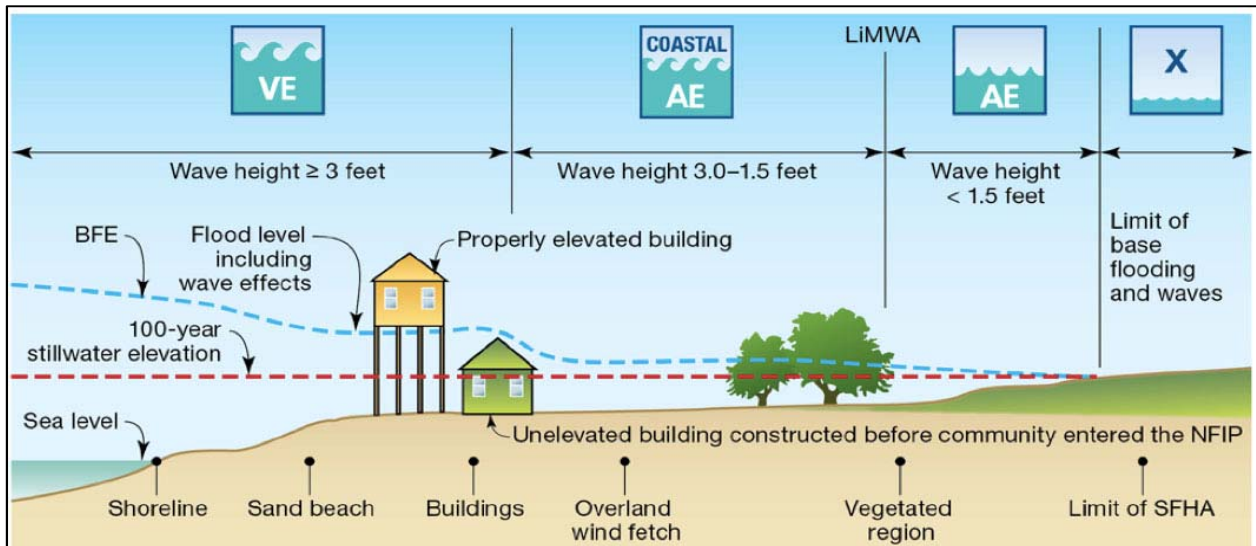 VE
COASTAL
AE
LiMWA
AE
X
Wave height ≥ 3 feet
Wave height 3.0–1.5 feet
Wave height
< 1.5 feet
BFE
Flood level
including
wave effects
Properly elevated building
Limit of
base
flooding
and waves
100-year
stillwater elevation
Sea level
Unelevated building constructed before community entered the NFIP
Shoreline
Sand beach
Buildings
Overland
wind fetch
Vegetated
region
Limit of SFHA